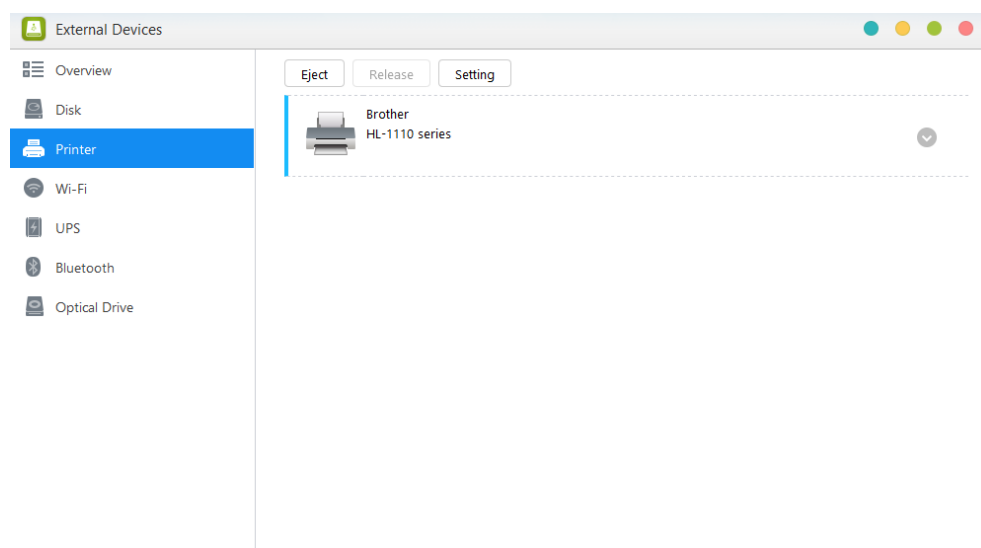 External Devices
Overview
Disk
Printer
Wi-Fi
UPS
Bluetooth
Optical Drive
Eject
Release
Setting
Brother
HL-1110 series